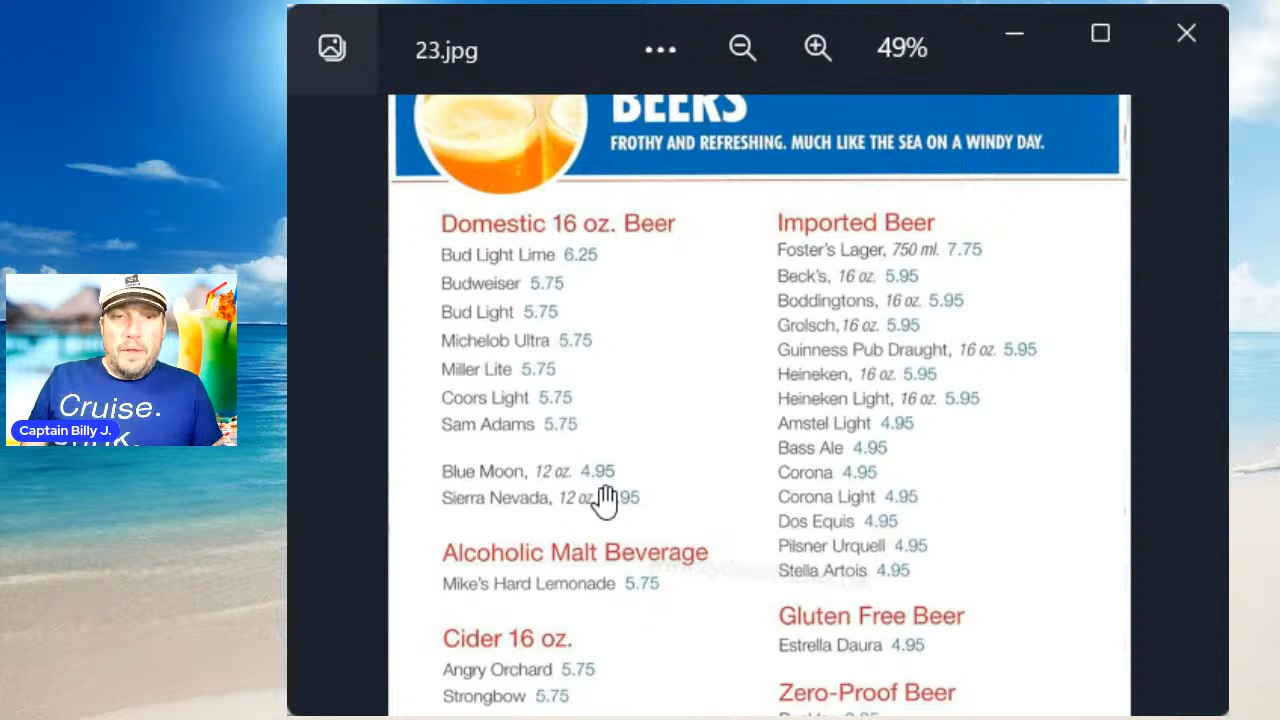 23.jpg
49%
BEERS
FROTHY AND REFRESHING. MUCH LIKE THE SEA ON A WINDY DAY.
Domestic 16 oz. Beer
Bud Light Lime 6.25
Budweiser 5.75
Bud Light 5.75
Michelob Ultra 5.75
Miller Lite 5.75
Coors Light 5.75
Sam Adams 5.75
Blue Moon, 12 oz. 4.95
Sierra Nevada, 12 oz. 95
Alcoholic Malt Beverage
Mike's Hard Lemonade 5.75
Cider 16 oz.
Angry Orchard 5.75
Strongbow 5.75
Imported Beer
Foster's Lager, 750 ml. 7.75
Beck's, 16 oz. 5.95
Boddingtons, 16 oz. 5.95
Grolsch, 16 oz. 5.95
Guinness Pub Draught, 16 oz. 5.95
Heineken, 16 oz. 5.95
Heineken Light, 16 oz. 5.95
Amstel Light 4.95
Bass Ale 4.95
Corona 4.95
Corona Light 4.95
Dos Equis 4.95
Pilsner Urquell 4.95
Stella Artois 4.95
Gluten Free Beer
Estrella Daura 4.95
Zero-Proof Beer
Cruise.
Captain Billy J.